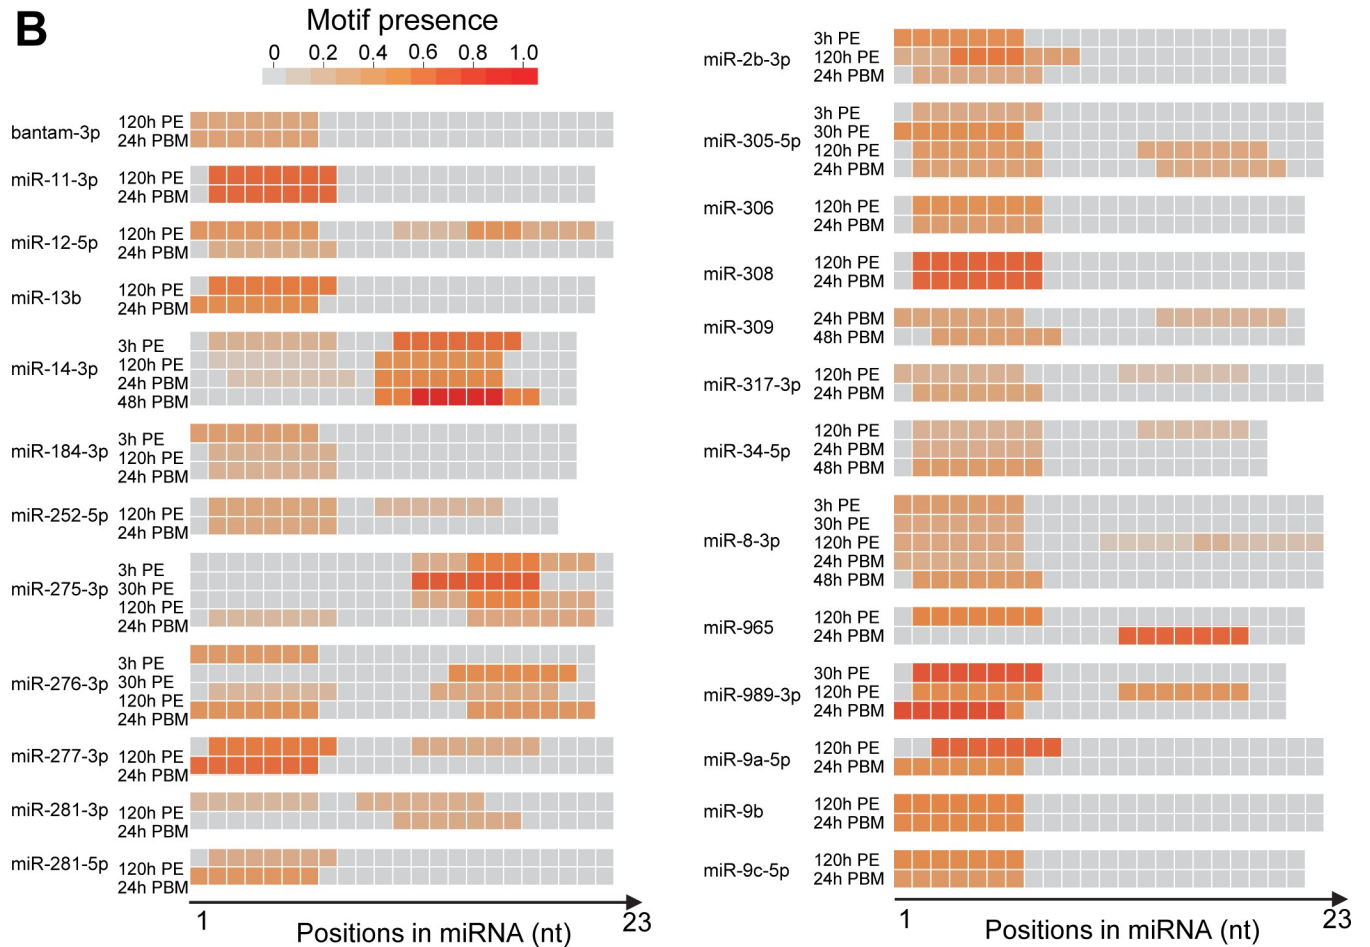 B
Motif presence
0 0.2 0.4 0.6 0.8 1.0
bantam-3p
120h PE
24h PBM
miR-11-3p
120h PE
24h PBM
miR-12-5p
120h PE
24h PBM
miR-13b
120h PE
24h PBM
miR-14-3p
3h PE
120h PE
24h PBM
48h PBM
miR-184-3p
3h PE
120h PE
24h PBM
miR-252-5p
120h PE
24h PBM
miR-275-3p
3h PE
30h PE
120h PE
24h PBM
miR-276-3p
3h PE
30h PE
120h PE
24h PBM
miR-277-3p
120h PE
24h PBM
miR-281-3p
120h PE
24h PBM
miR-281-5p
120h PE
24h PBM
1 23
Positions in miRNA (nt)
miR-2b-3p
3h PE
120h PE
24h PBM
miR-305-5p
3h PE
30h PE
120h PE
24h PBM
miR-306
120h PE
24h PBM
miR-308
120h PE
24h PBM
miR-309
24h PBM
48h PBM
miR-317-3p
120h PE
24h PBM
miR-34-5p
120h PE
24h PBM
48h PBM
miR-8-3p
3h PE
30h PE
120h PE
24h PBM
48h PBM
miR-965
120h PE
24h PBM
miR-989-3p
30h PE
120h PE
24h PBM
miR-9a-5p
120h PE
24h PBM
miR-9b
120h PE
24h PBM
miR-9c-5p
120h PE
24h PBM
1 23
Positions in miRNA (nt)